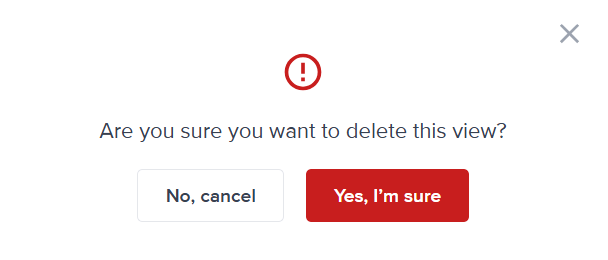 Are you sure you want to delete this view?
No, cancel
Yes, I’m sure